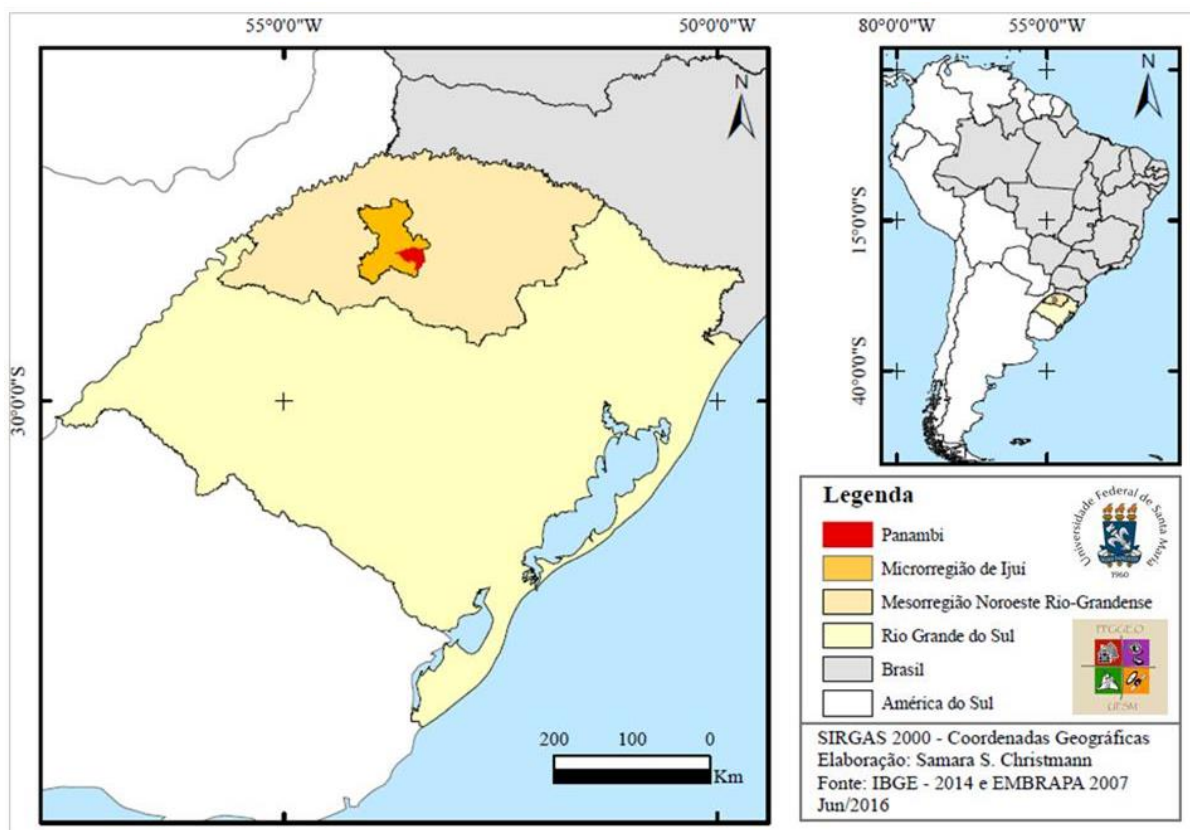 55°0'0"W
50°0'0"W
30°0'0"S
N
200 100 0
Km
80°0'0"W
55°0'0"W
15°0'0"S
40°0'0"S
N
Legenda
Panambi
Microrregião de Ijuí
Mesorregião Noroeste Rio-Grandense
Rio Grande do Sul
Brasil
América do Sul
Universidade Federal de Santa Maria
1960
PPGGEO
UFSM
SIRGAS 2000 - Coordenadas Geográficas
Elaboração: Samara S. Christmann
Fonte: IBGE - 2014 e EMBRAPA 2007
Jun/2016